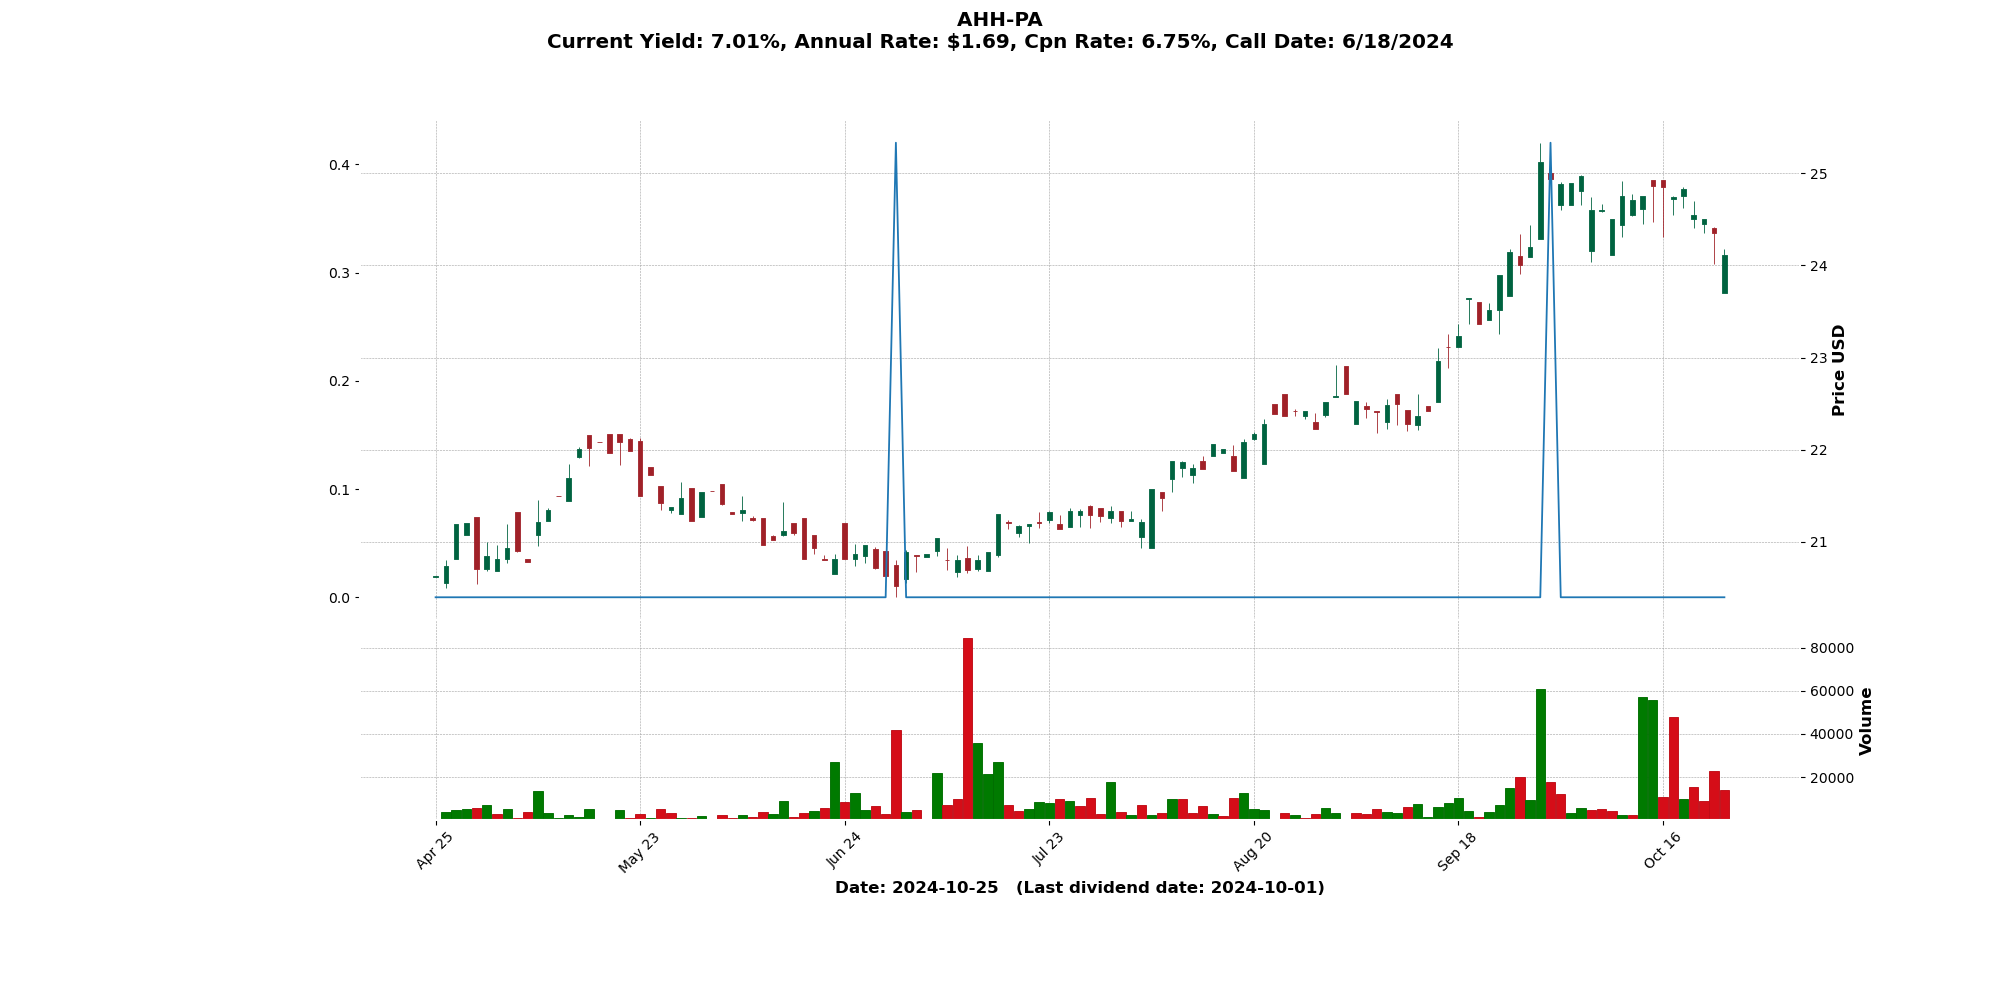 AHH-PA
Current Yield: 7.01%, Annual Rate: $1.69, Cpn Rate: 6.75%, Call Date: 6/18/2024
0.4
0.3
0.2
0.1
0.0
25
24
23
22
21
Price USD
80000
60000
40000
20000
Volume
Apr 25
May 23
Jun 24
Jul 23
Aug 20
Sep 18
Oct 16
Date: 2024-10-25 (Last dividend date: 2024-10-01)